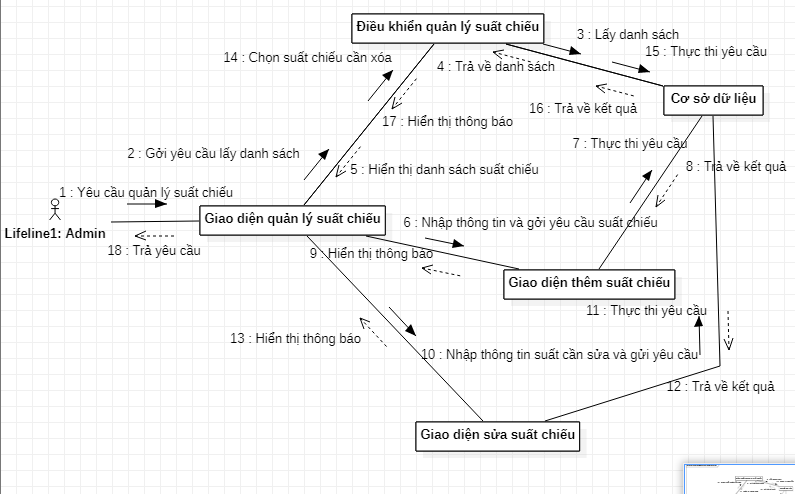 Điều khiển quản lý suất chiếu
3 : Lấy danh sách
15 : Thực thi yêu cầu
14 : Chọn suất chiếu cần xóa
4 : Trả về danh sách
Cơ sở dữ liệu
16 : Trả về kết quả
17 : Hiển thị thông báo
7 : Thực thi yêu cầu
2 : Gởi yêu cầu lấy danh sách
5 : Hiển thị danh sách suất chiếu
8 : Trả về kết quả
1 : Yêu cầu quản lý suất chiếu
Giao diện quản lý suất chiếu
6 : Nhập thông tin và gởi yêu cầu suất chiếu
Lifeline1: Admin
18 : Trả yêu cầu
9 : Hiển thị thông báo
Giao diện thêm suất chiếu
11 : Thực thi yêu cầu
13 : Hiển thị thông báo
10 : Nhập thông tin suất cần sửa và gửi yêu cầu
12 : Trả về kết quả
Giao diện sửa suất chiếu